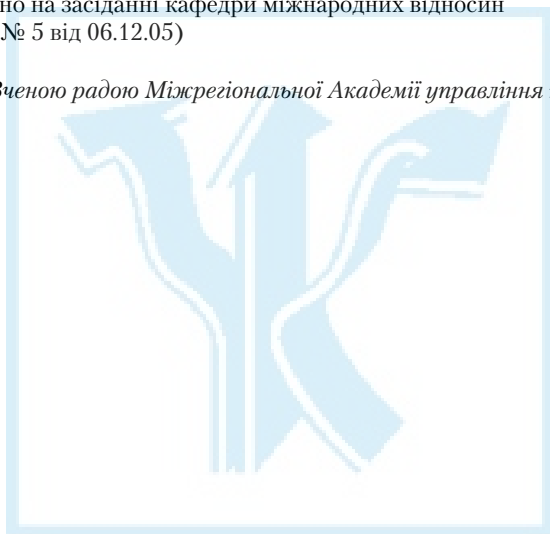 но на засіданні кафедри міжнародних відносин
№ 5 від 06.12.05)
Вченою радою Міжрегіональної Академії управління